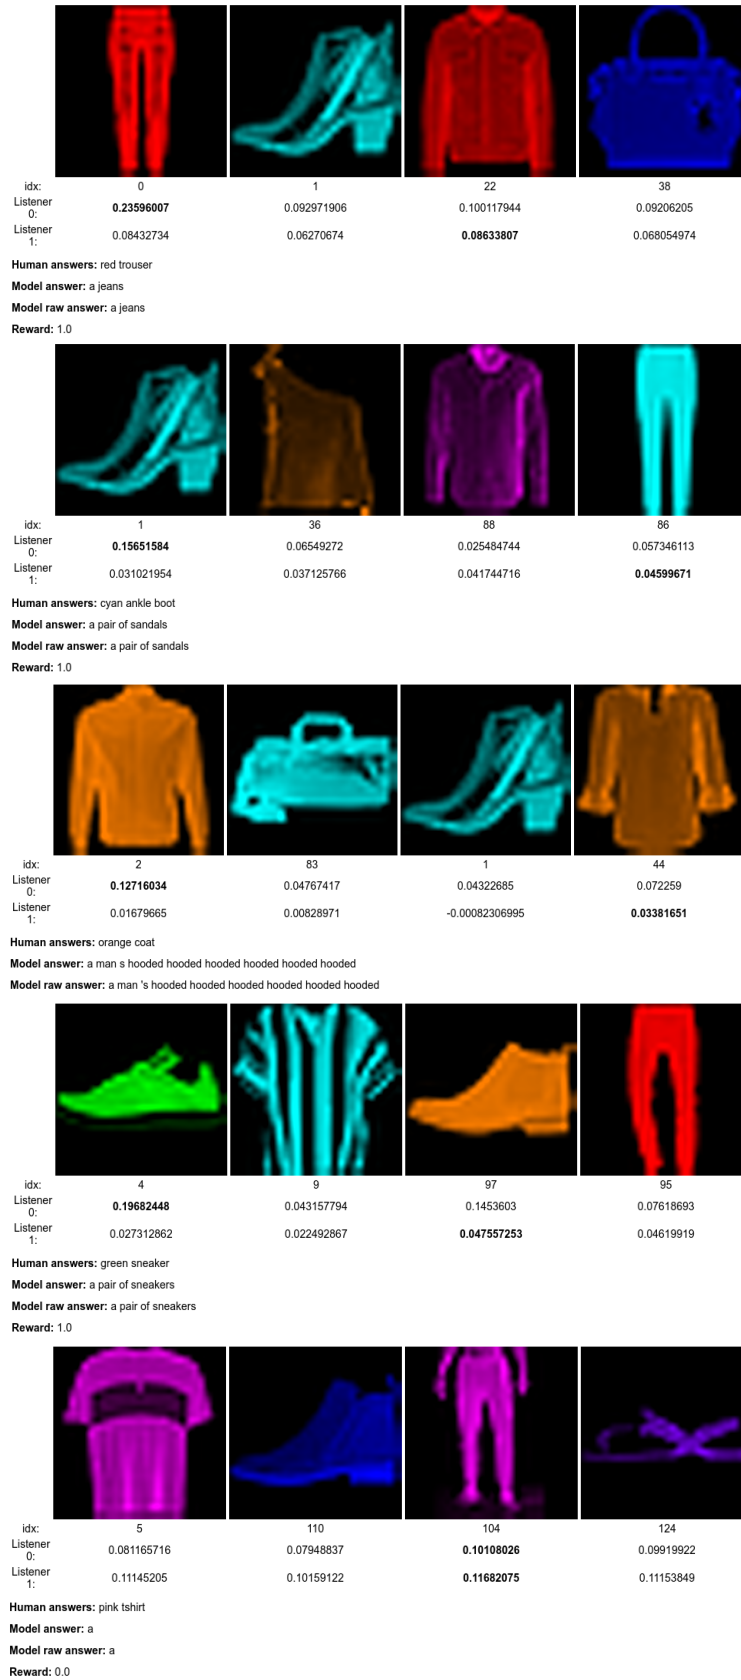 idx: 0 1 22 38
Listener 0: 0.23596007 0.092971906 0.100117944 0.09206205
Listener 1: 0.08432734 0.06270674 0.08633807 0.068054974
Human answers: red trouser
Model answer: a jeans
Model raw answer: a jeans
Reward: 1.0
idx: 1 36 88 86
Listener 0: 0.15651584 0.06549272 0.025484744 0.057346113
Listener 1: 0.031021954 0.037125766 0.041744716 0.04599671
Human answers: cyan ankle boot
Model answer: a pair of sandals
Model raw answer: a pair of sandals
Reward: 1.0
idx: 2 83 1 44
Listener 0: 0.12716034 0.04767417 0.04322685 0.072259
Listener 1: 0.01679665 0.00828971 -0.00082306995 0.03381651
Human answers: orange coat
Model answer: a man s hooded hooded hooded hooded hooded hooded
Model raw answer: a man 's hooded hooded hooded hooded hooded hooded
idx: 4 9 97 95
Listener 0: 0.19682448 0.043157794 0.1453603 0.07618693
Listener 1: 0.027312862 0.022492867 0.047557253 0.04619919
Human answers: green sneaker
Model answer: a pair of sneakers
Model raw answer: a pair of sneakers
Reward: 1.0
idx: 5 110 104 124
Listener 0: 0.081165716 0.07948837 0.10108026 0.09919922
Listener 1: 0.11145205 0.10159122 0.11682075 0.11153849
Human answers: pink tshirt
Model answer: a
Model raw answer: a
Reward: 0.0